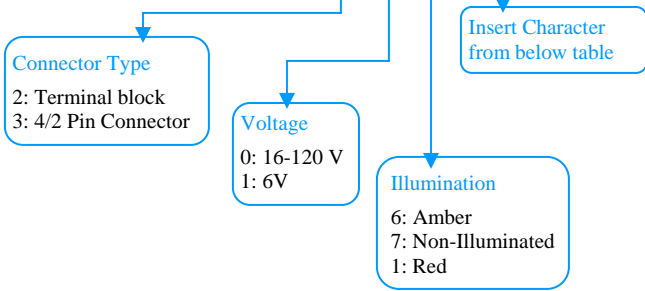 Insert Character
from below table
Connector Type
2: Terminal block
3: 4/2 Pin Connector
Voltage
0: 16-120 V
1: 6V
Illumination
6: Amber
7: Non-Illuminated
1: Red